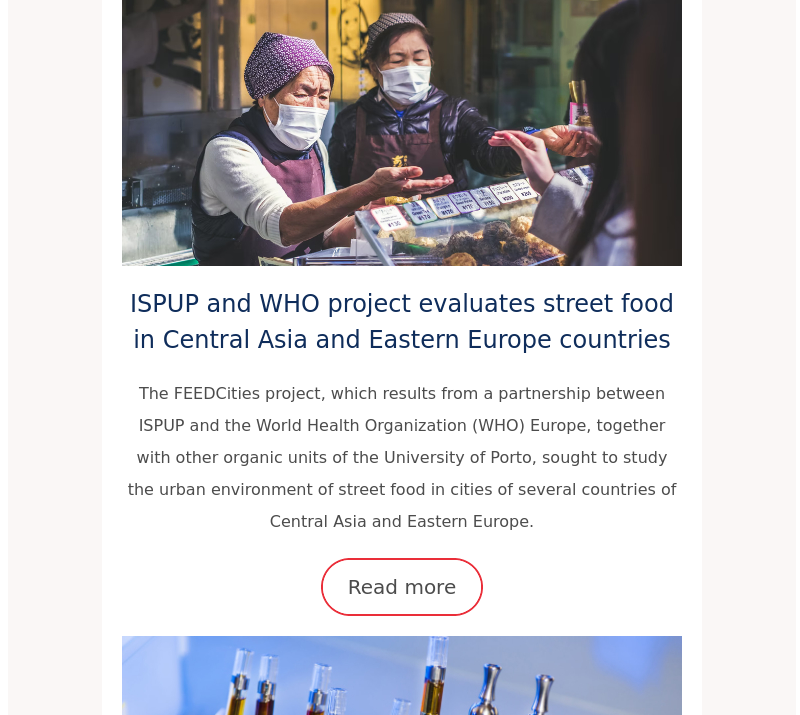 ISPUP and WHO project evaluates street food
in Central Asia and Eastern Europe countries
The FEEDCities project, which results from a partnership between
ISPUP and the World Health Organization (WHO) Europe, together
with other organic units of the University of Porto, sought to study
the urban environment of street food in cities of several countries of
Central Asia and Eastern Europe.
Read more